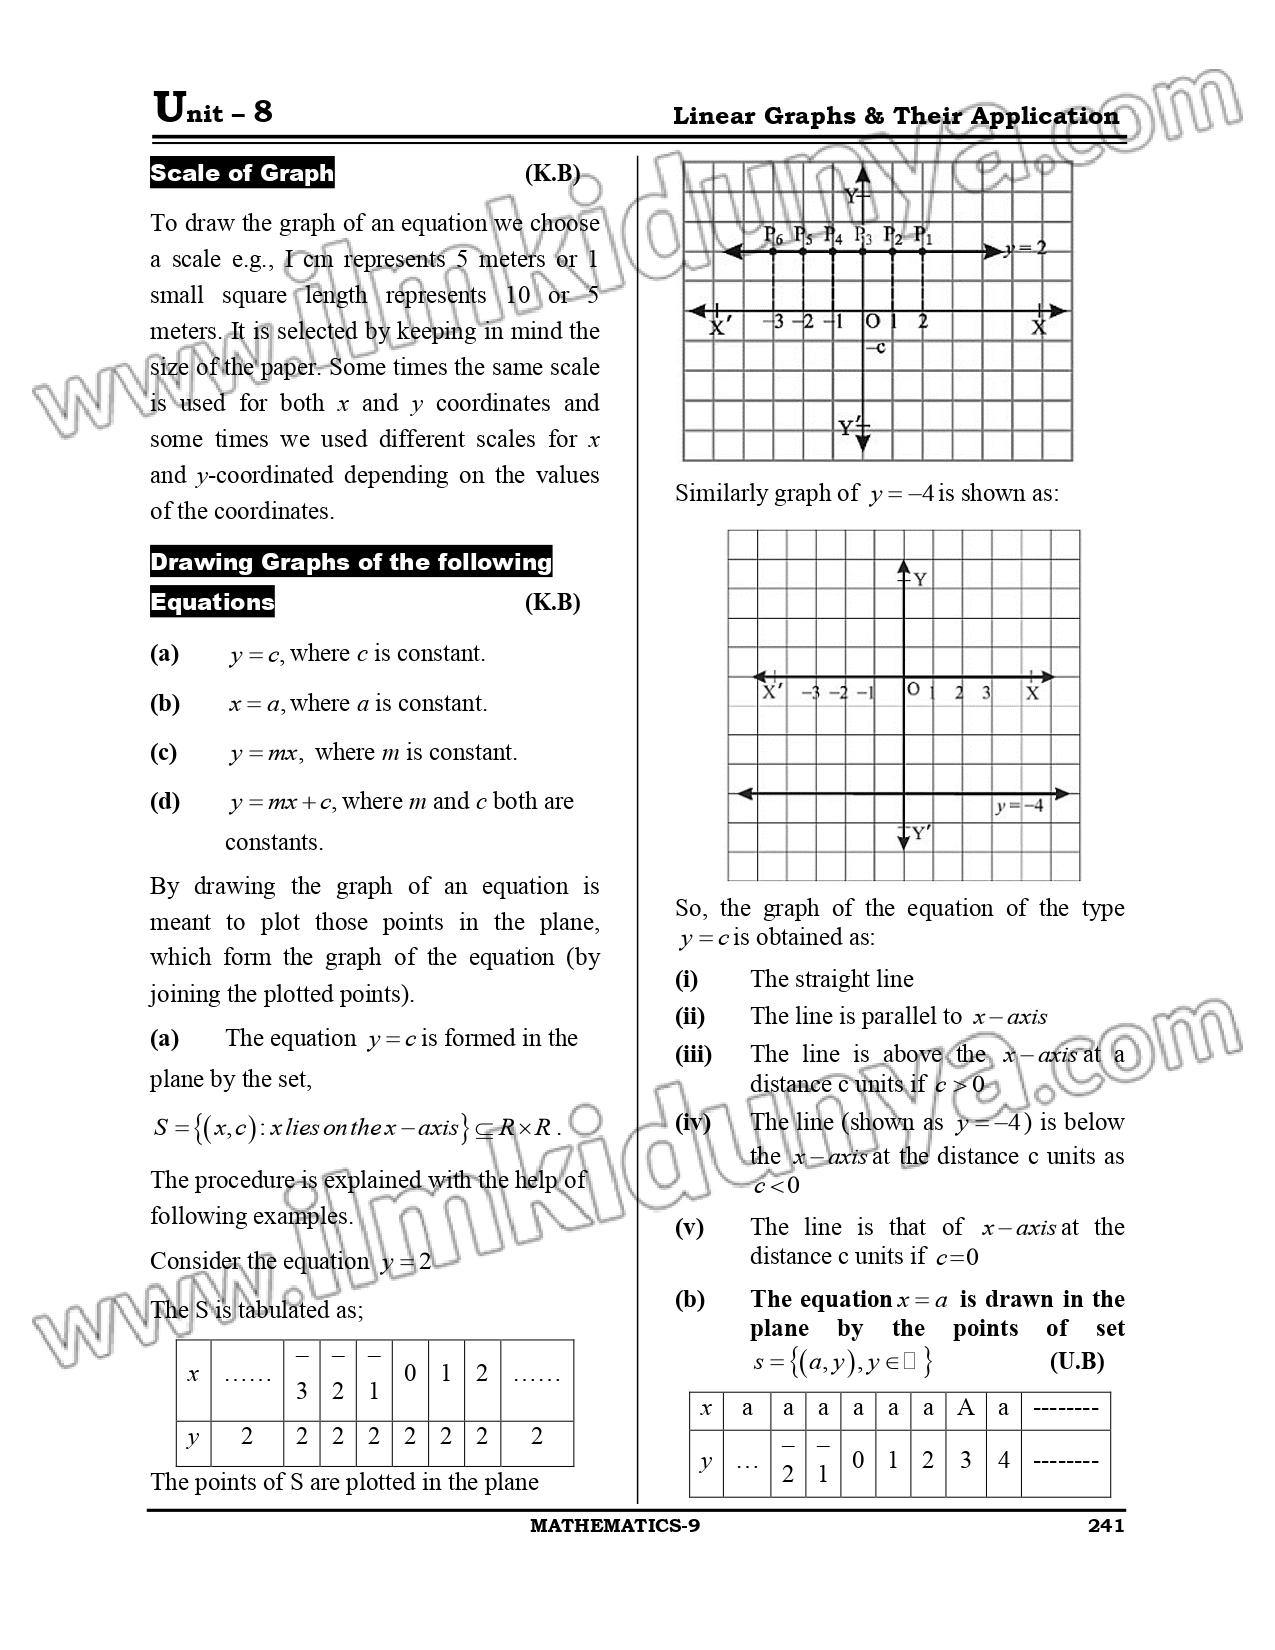 Unit – 8
Linear Graphs & Their Application
Scale of Graph (K.B)
To draw the graph of an equation we choose
a scale e.g., I cm represents 5 meters or 1
small square length represents 10 or 5
meters. It is selected by keeping in mind the
size of the paper. Some times the same scale
is used for both x and y coordinates and
some times we used different scales for x
and y-coordinated depending on the values
of the coordinates.
Drawing Graphs of the following
Equations (K.B)
(a) y = c, where c is constant.
(b) x = a, where a is constant.
(c) y = mx, where m is constant.
(d) y = mx + c, where m and c both are
constants.
By drawing the graph of an equation is
meant to plot those points in the plane,
which form the graph of the equation (by
joining the plotted points).
(a) The equation y = c is formed in the
plane by the set,
S = {(x,c) : x lies on the x – axis} ⊆ R × R .
The procedure is explained with the help of
following examples.
Consider the equation y = 2
The S is tabulated as;
x …… –3 –2 –1 0 1 2 ……
y 2 2 2 2 2 2 2 2
The points of S are plotted in the plane
Y
P6 P5 P4 P3 P2 P1
y = 2
X′ –3 –2 –1 O 1 2 X
–c
Y′
Similarly graph of y = –4 is shown as:
Y
X′ –3 –2 –1 O 1 2 3 X
y = –4
Y′
So, the graph of the equation of the type
y = c is obtained as:
(i) The straight line
(ii) The line is parallel to x – axis
(iii) The line is above the x – axis at a
distance c units if c > 0
(iv) The line (shown as y = –4) is below
the x – axis at the distance c units as
c < 0
(v) The line is that of x – axis at the
distance c units if c = 0
(b) The equation x = a is drawn in the
plane by the points of set
s = {(a, y), y ∈ □ } (U.B)
x a a a a a a A a --------
y … –2 –1 0 1 2 3 4 --------
MATHEMATICS-9
241
www.ilmkidunya.com
www.ilmkidunya.com